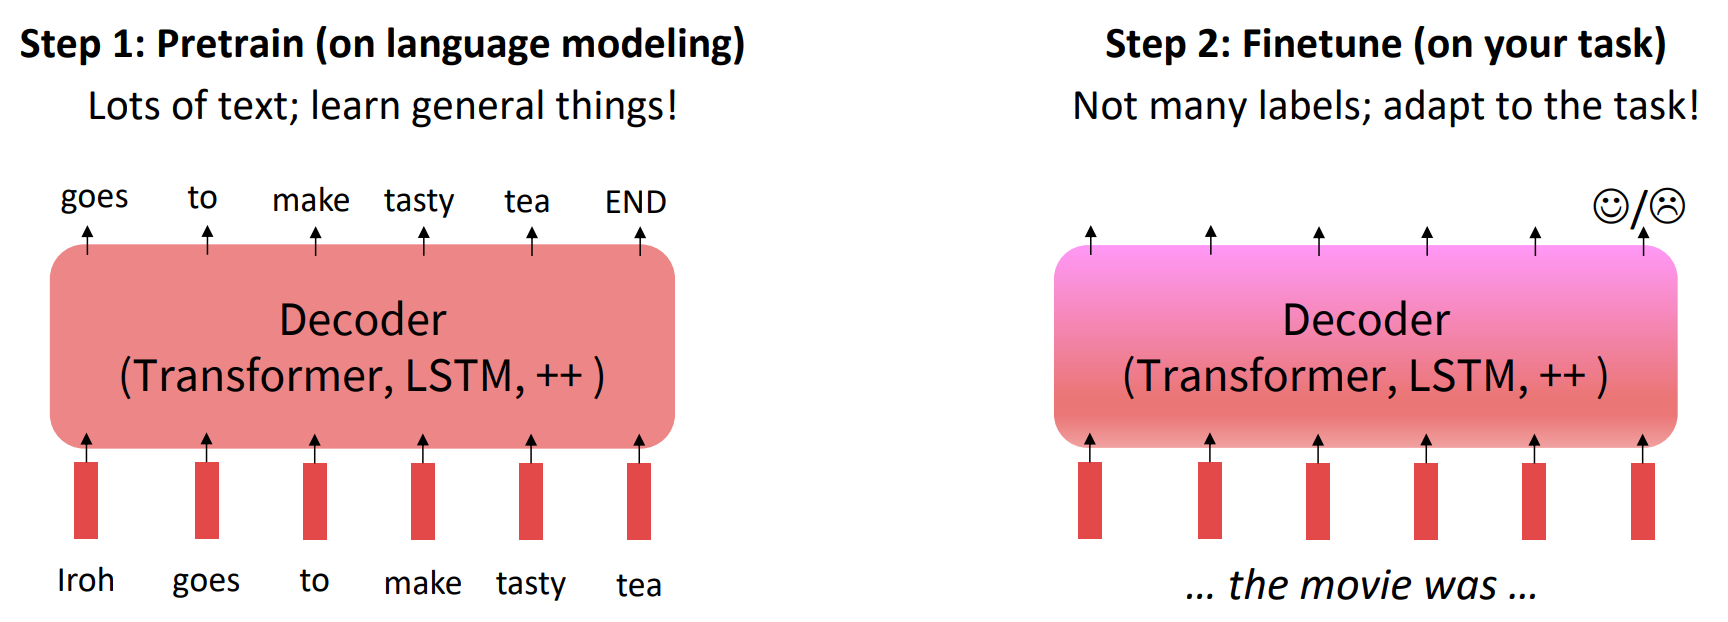 Step 1: Pretrain (on language modeling)
Lots of text; learn general things!
goes to make tasty tea END
Decoder
(Transformer, LSTM, ++ )
Iroh goes to make tasty tea
Step 2: Finetune (on your task)
Not many labels; adapt to the task!
☺/☹
Decoder
(Transformer, LSTM, ++ )
... the movie was ...